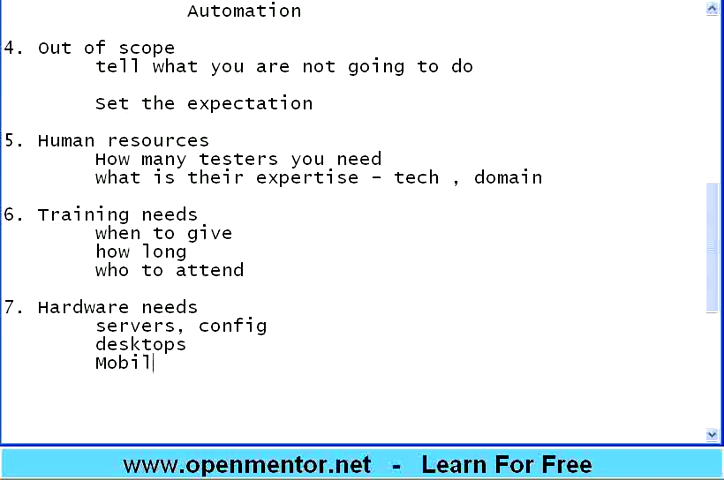 Automation
4. Out of scope
tell what you are not going to do
Set the expectation
5. Human resources
How many testers you need
what is their expertise - tech , domain
6. Training needs
when to give
how long
who to attend
7. Hardware needs
servers, config
desktops
Mobil
www.openmentor.net - Learn For Free